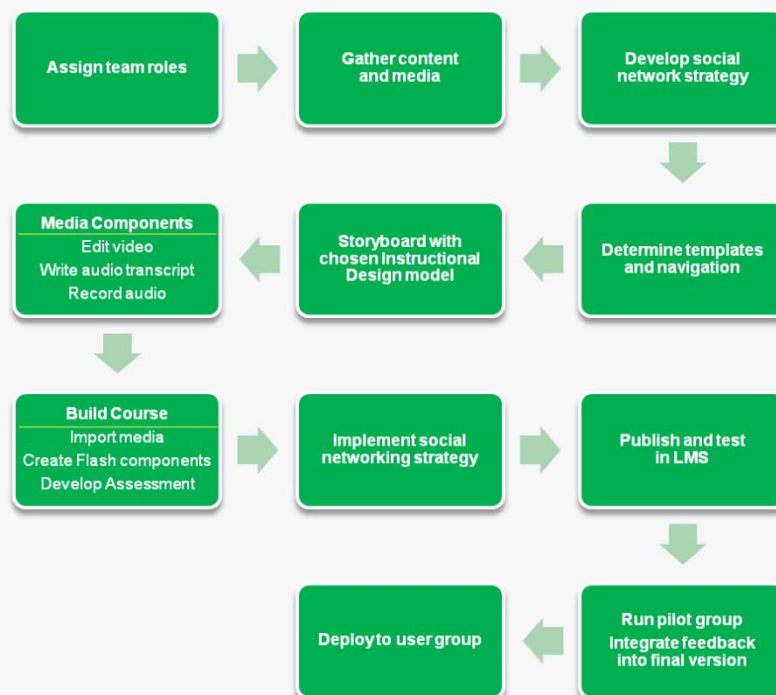 Assign team roles
Gather content
and media
Develop social
network strategy
Determine templates
and navigation
Storyboard with
chosen Instructional
Design model
Media Components
Edit video
Write audio transcript
Record audio
Build Course
Import media
Create Flash components
Develop Assessment
Implement social
networking strategy
Publish and test
in LMS
Run pilot group
Integrate feedback
into final version
Deploy to user group